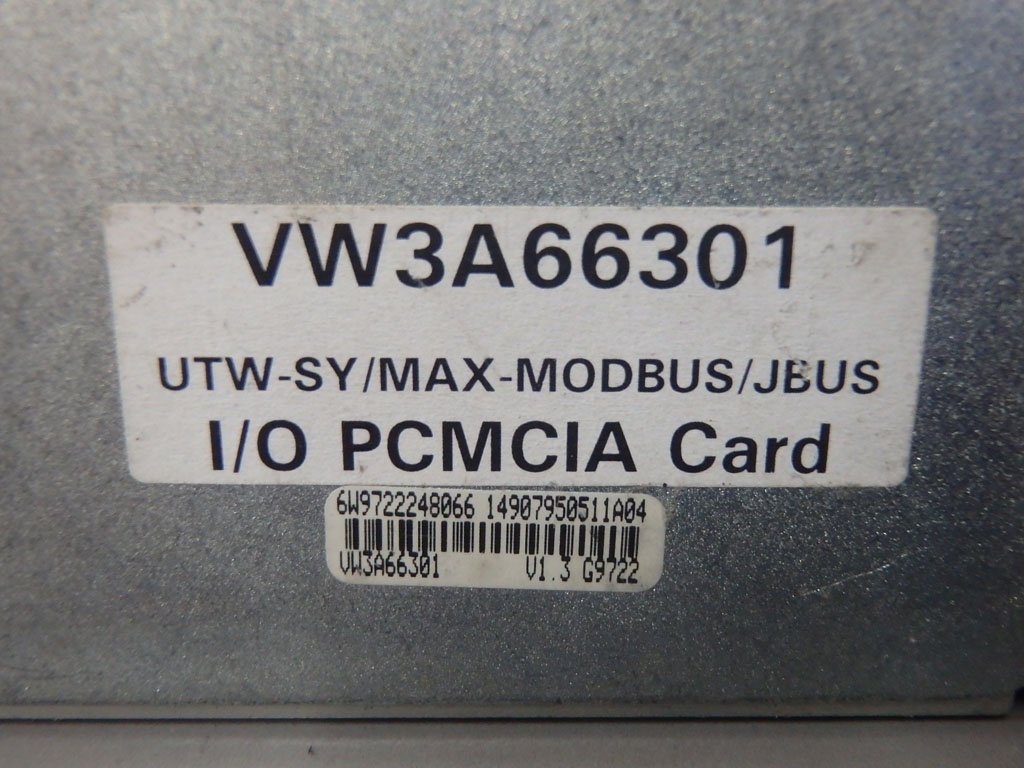 VW3A66301
UTW-SY/MAX-MODBUS/JBUS
I/O PCMCIA Card
6W9722248066 14907950511A04
VW3A66301 V1.3 G9722